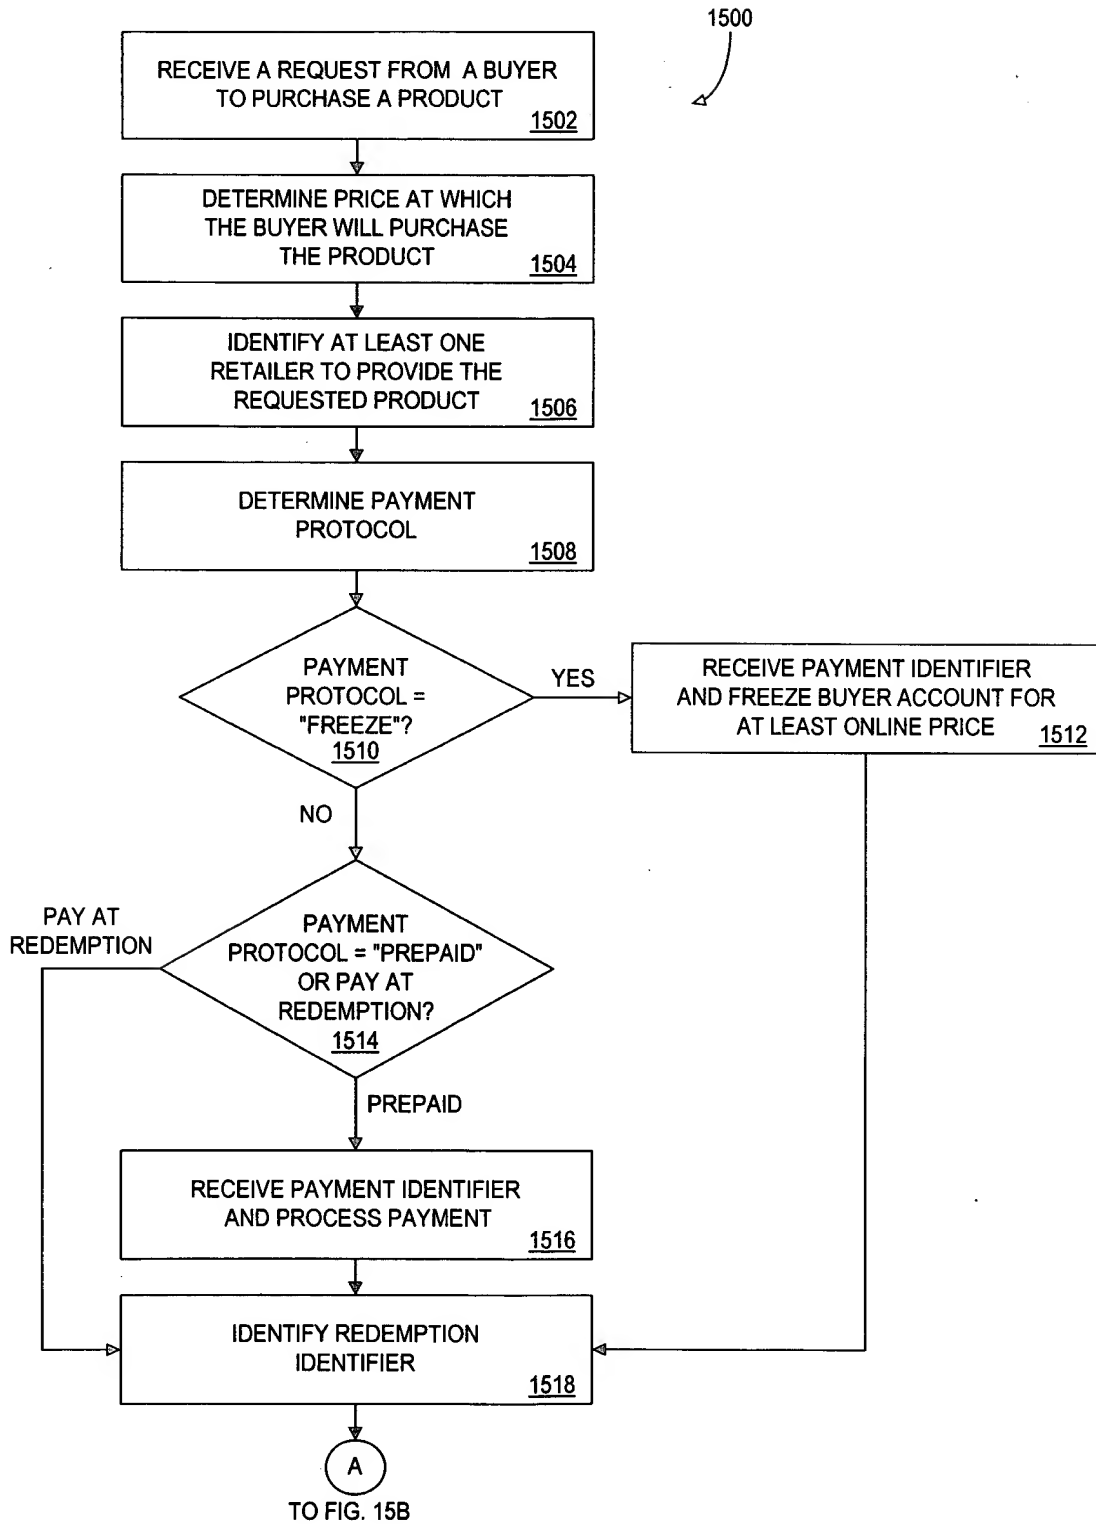 1500
RECEIVE A REQUEST FROM A BUYER
TO PURCHASE A PRODUCT
1502
DETERMINE PRICE AT WHICH
THE BUYER WILL PURCHASE
THE PRODUCT
1504
IDENTIFY AT LEAST ONE
RETAILER TO PROVIDE THE
REQUESTED PRODUCT
1506
DETERMINE PAYMENT
PROTOCOL
1508
PAYMENT
PROTOCOL =
"FREEZE"?
1510
YES
RECEIVE PAYMENT IDENTIFIER
AND FREEZE BUYER ACCOUNT FOR
AT LEAST ONLINE PRICE
1512
NO
PAY AT
REDEMPTION
PAYMENT
PROTOCOL = "PREPAID"
OR PAY AT
REDEMPTION?
1514
PREPAID
RECEIVE PAYMENT IDENTIFIER
AND PROCESS PAYMENT
1516
IDENTIFY REDEMPTION
IDENTIFIER
1518
A
TO FIG. 15B